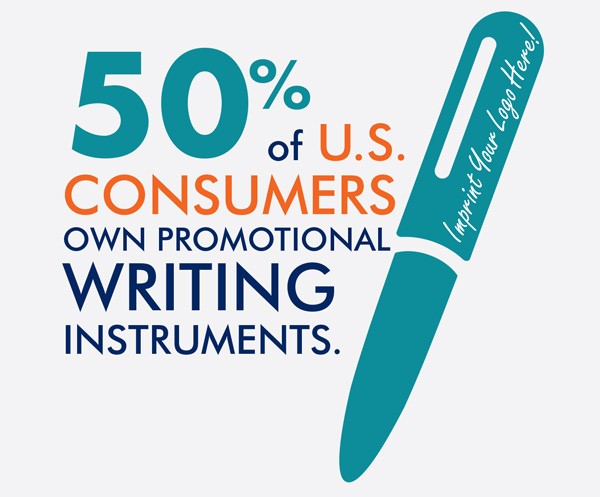 50%
of U.S.
CONSUMERS
OWN PROMOTIONAL
WRITING
INSTRUMENTS.
Imprint Your Logo Here!